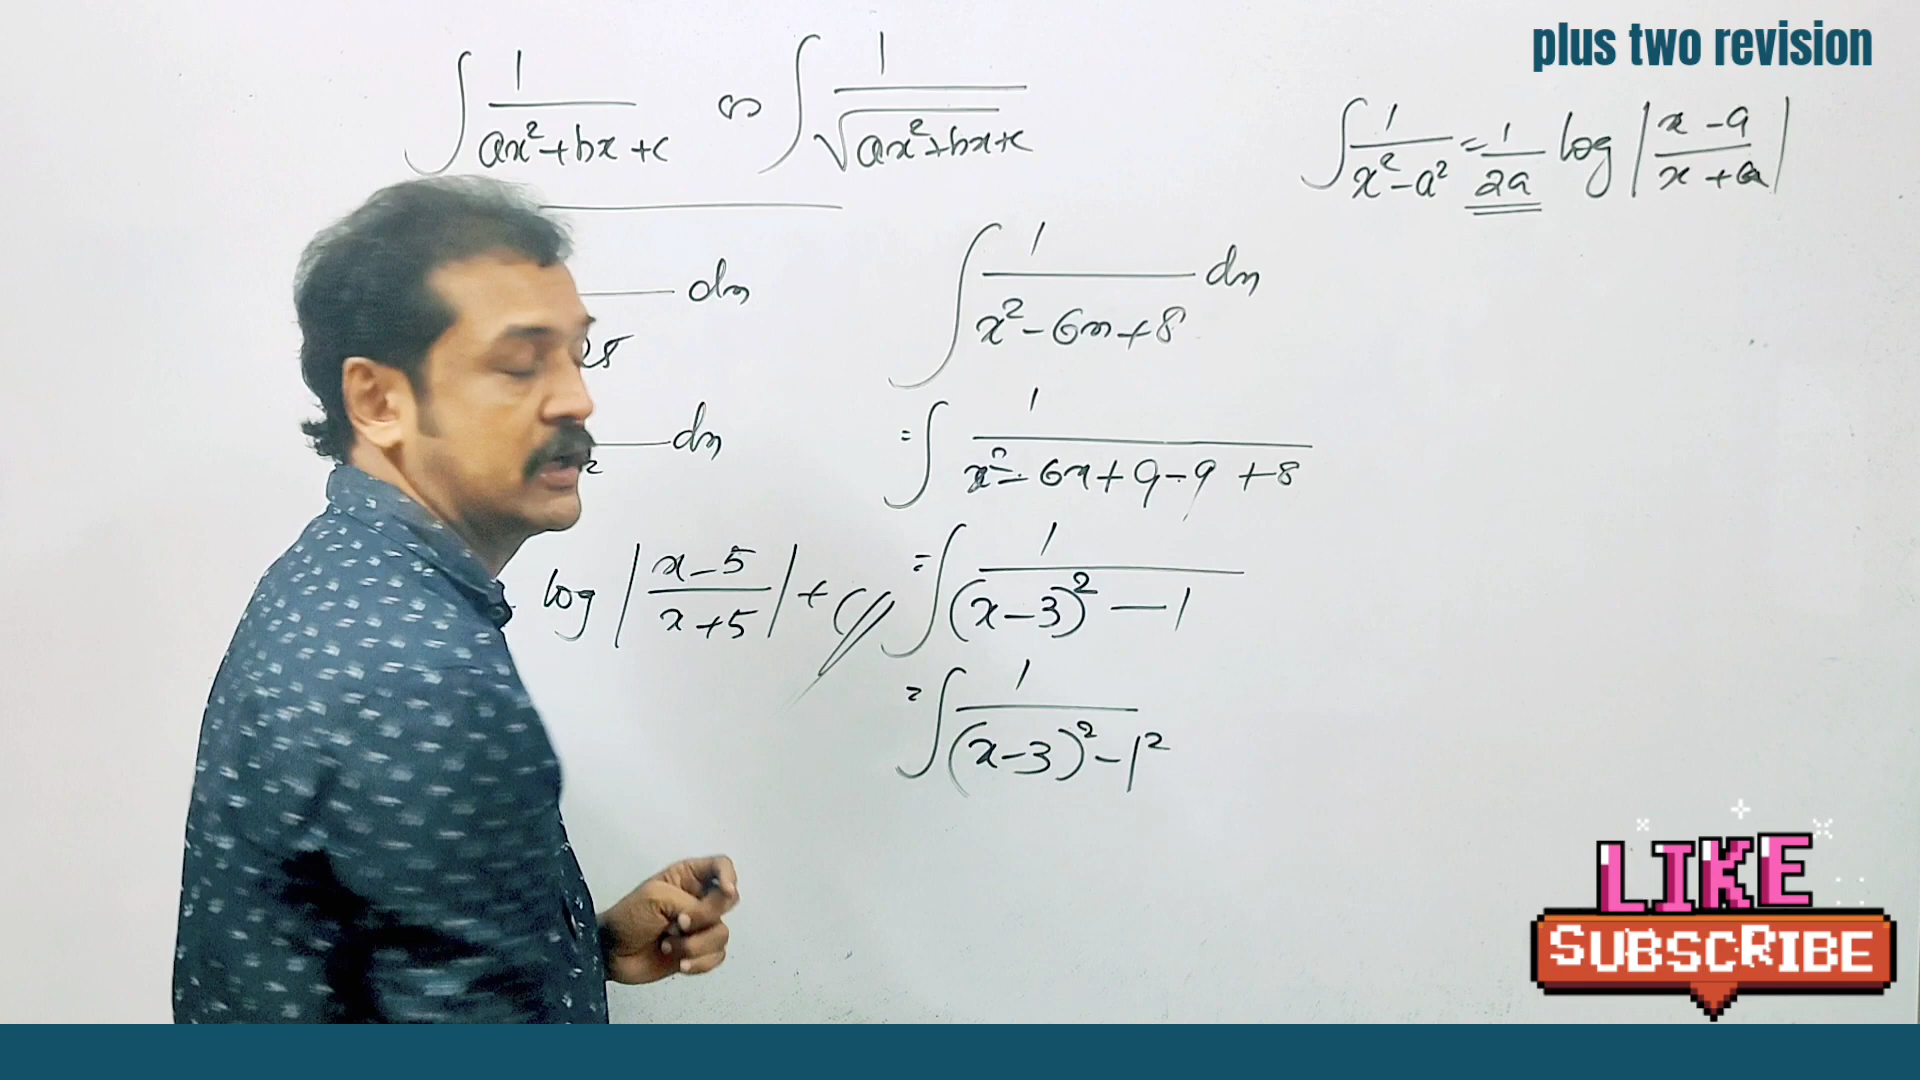 plus two revision
∫ 1/(ax²+bx+c) or ∫ 1/√(ax²+bx+c)
∫ 1/(x²-a²) = 1/2a log |(x-a)/(x+a)|
dx
25
dx
2
log |(x-5)/(x+5)| + C
∫ 1/(x²-6x+8) dx
= ∫ 1/(x²-6x+9-9+8)
= ∫ 1/((x-3)²-1)
= ∫ 1/((x-3)²-1²)
LIKE
SUBSCRIBE